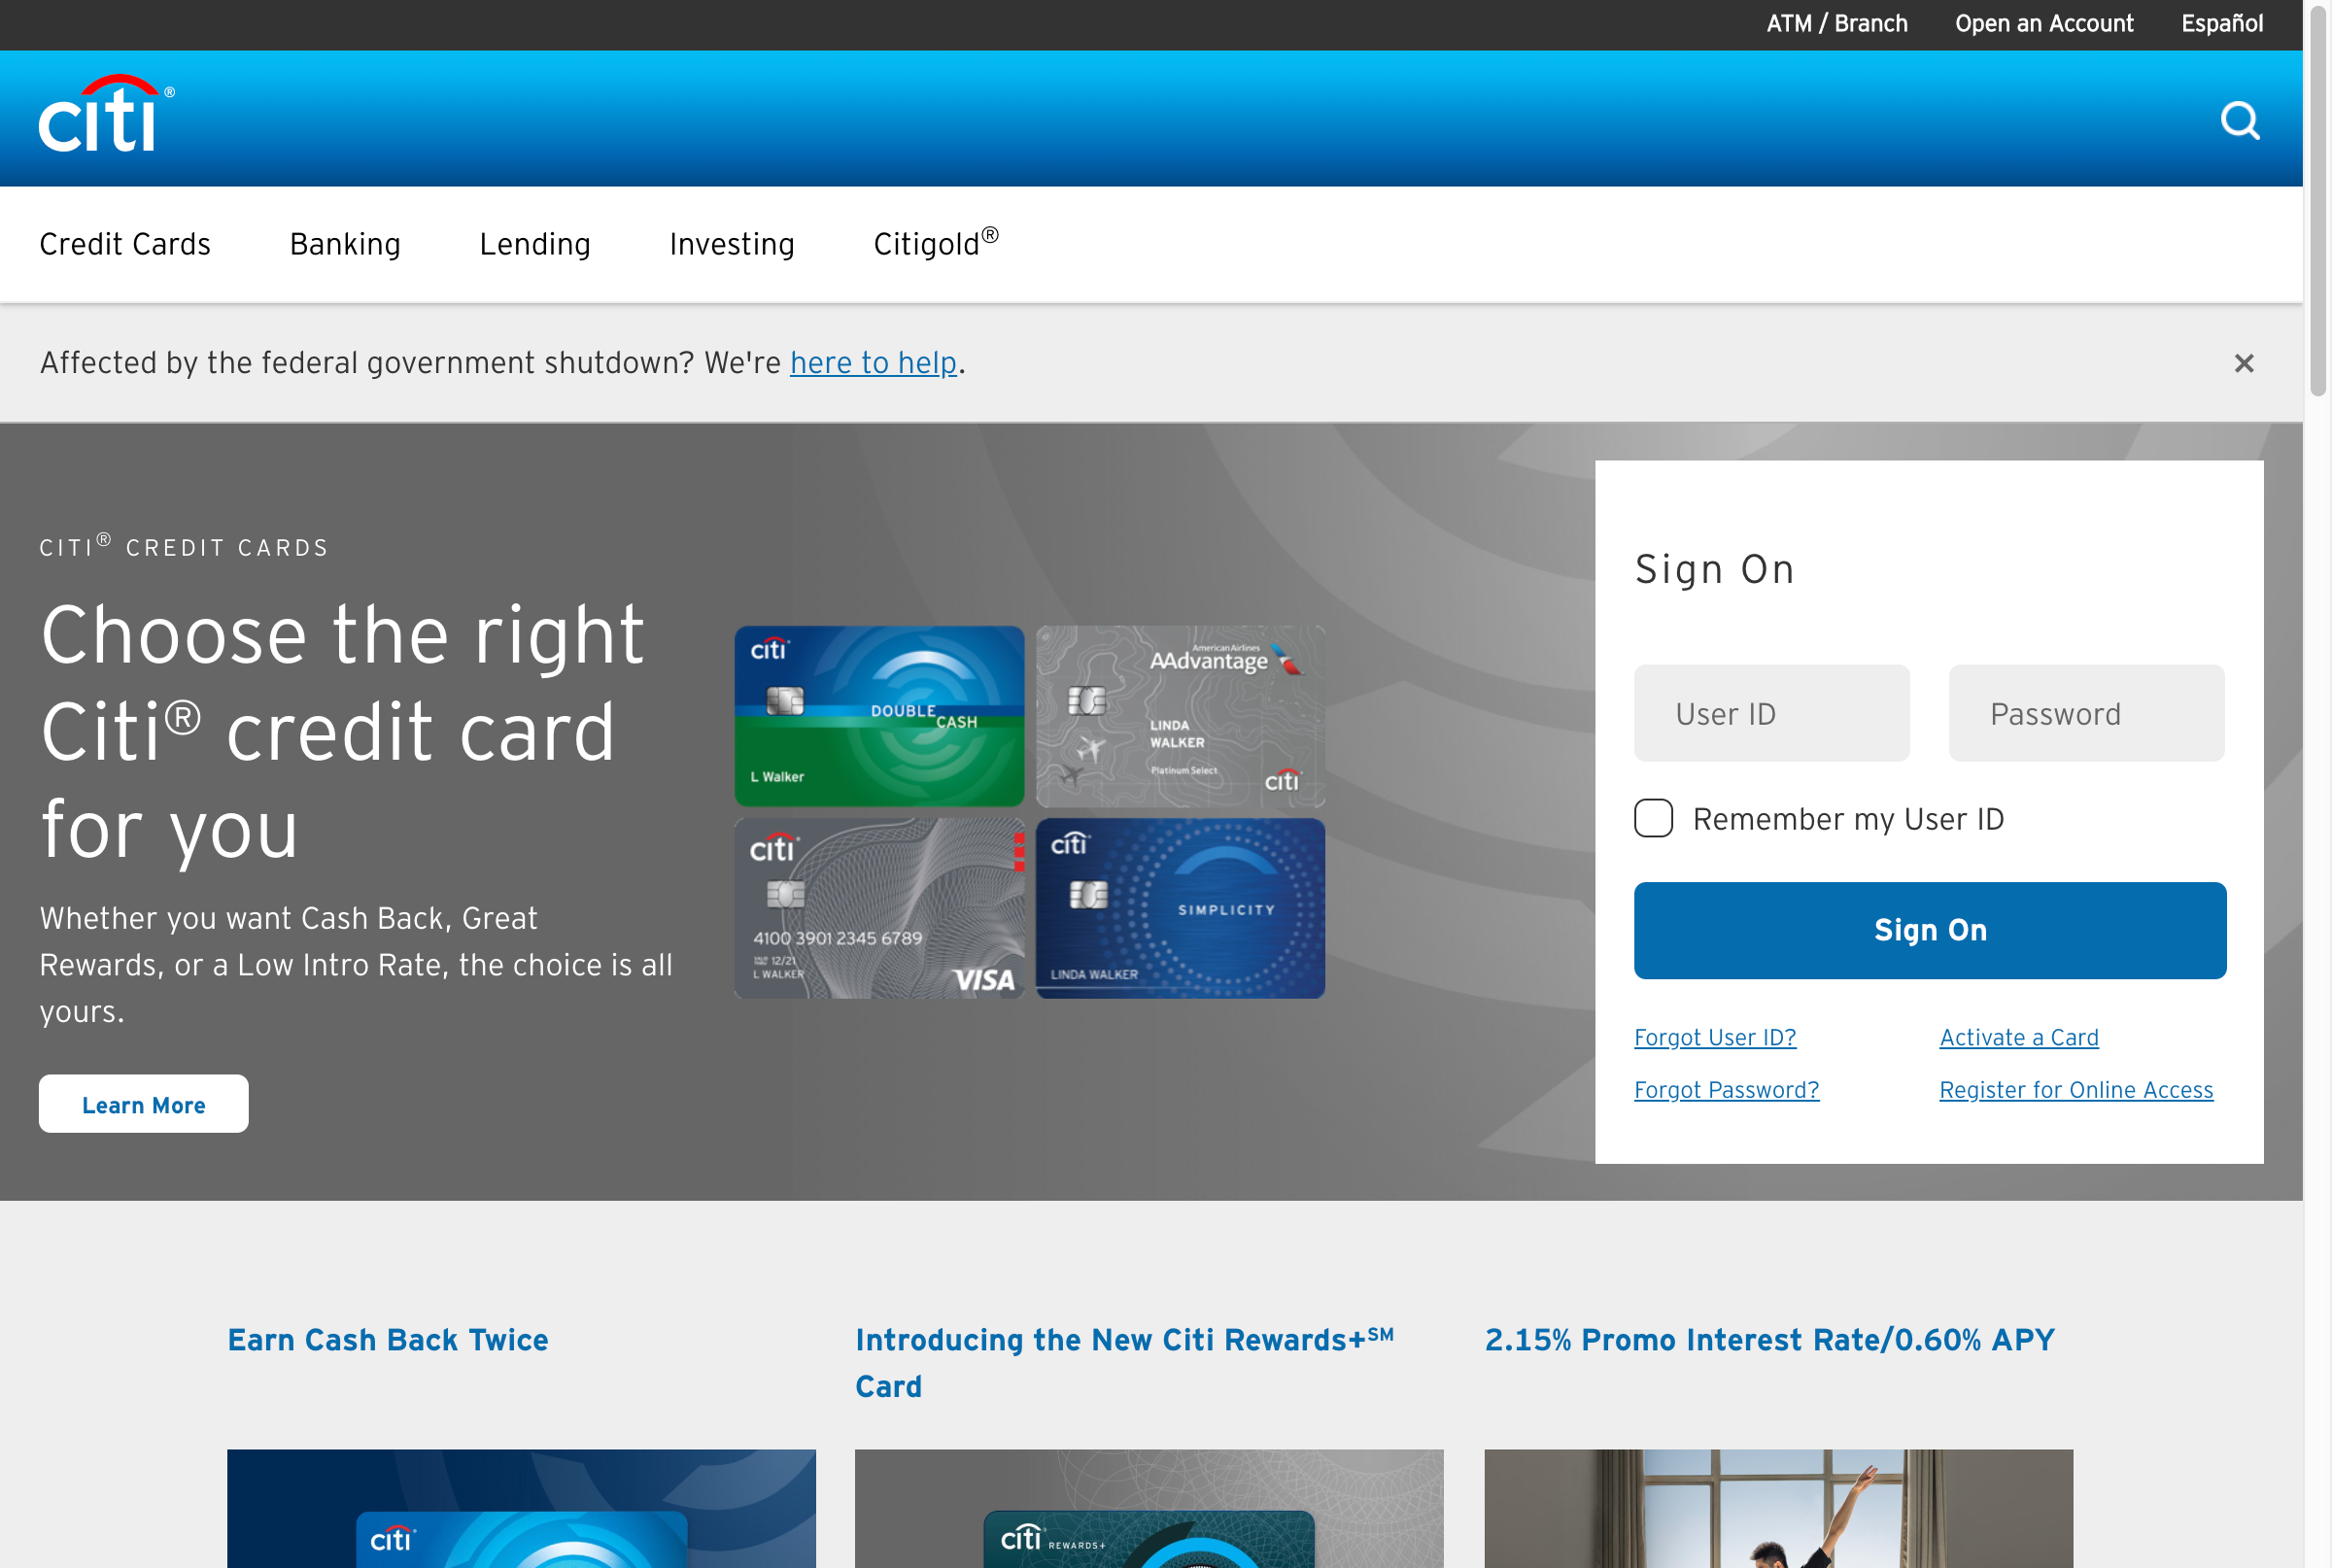 ATM / Branch Open an Account Español
citi®
Credit Cards Banking Lending Investing Citigold®
Affected by the federal government shutdown? We're here to help. ×
CITI® CREDIT CARDS
Choose the right
Citi® credit card
for you
Whether you want Cash Back, Great
Rewards, or a Low Intro Rate, the choice is all
yours.
Learn More
citi
DOUBLE
CASH
L Walker
American Airlines
AAdvantage
LINDA
WALKER
Platinum Select
citi
citi
4100 3901 2345 6789
12/21
L WALKER
VISA
citi
SIMPLICITY
LINDA WALKER
Sign On
User ID Password
Remember my User ID
Sign On
Forgot User ID? Activate a Card
Forgot Password? Register for Online Access
Earn Cash Back Twice
Introducing the New Citi Rewards+℠
Card
2.15% Promo Interest Rate/0.60% APY
citi
citi REWARDS+